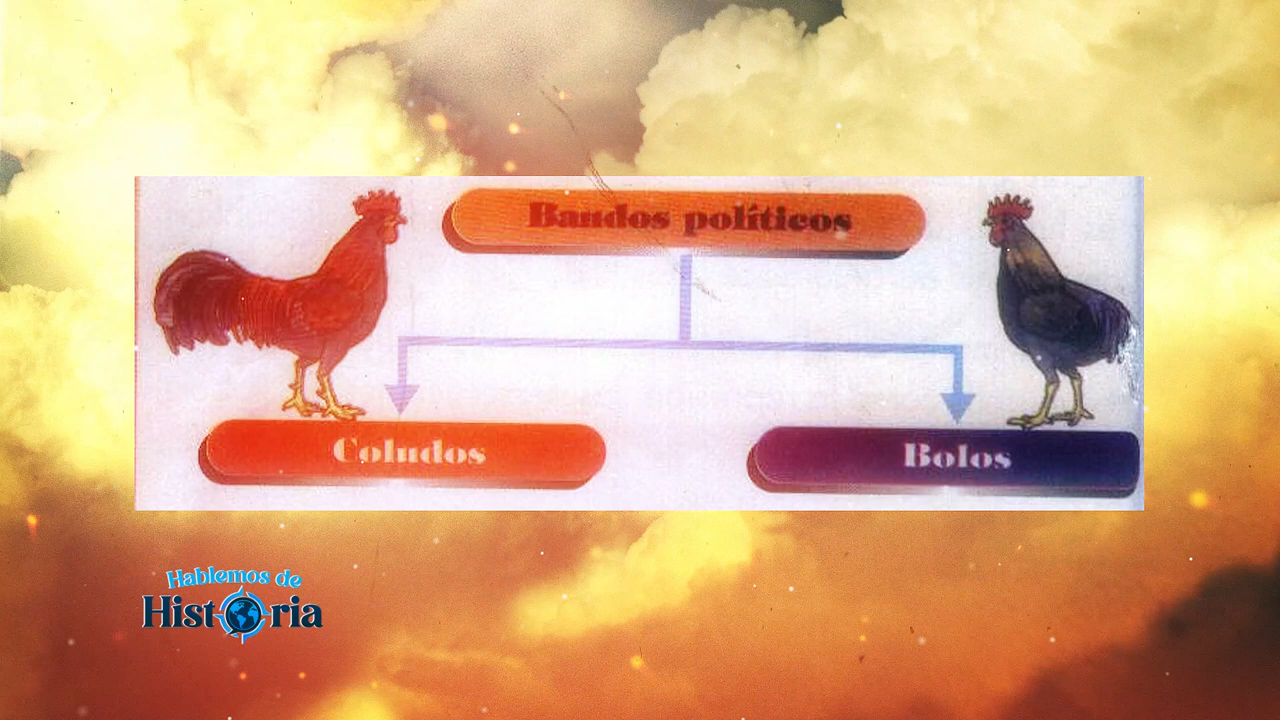 Bandos políticos
Coludos
Bolos
Hablemos de
Historia